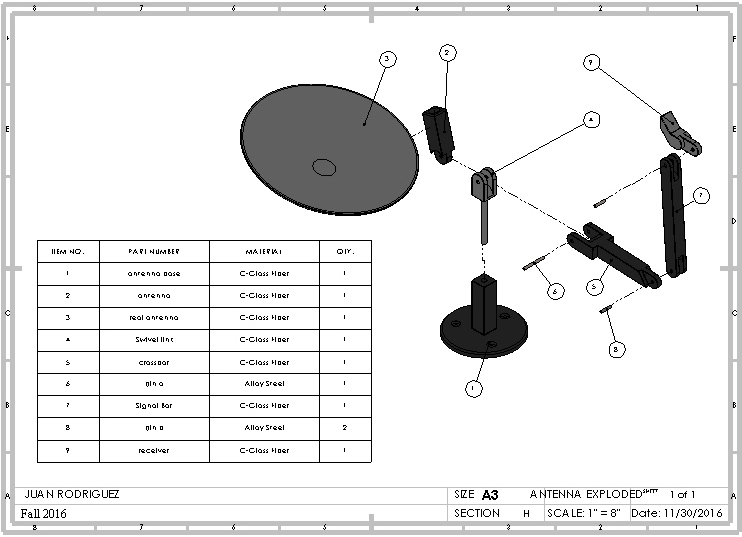 8 7 6 5 4 3 2 1
3
2
9
4
F
E
E
7
D
ITEM NO. PART NUMBER MATERIAL QTY.
1 antenna base C-Glass Fiber 1
2 antenna C-Glass Fiber 1
3 real antenna C-Glass Fiber 1
4 Swivel link C-Glass Fiber 1
5 crossbar C-Glass Fiber 1
6 Alloy Steel 1
7 Signal Bar C-Glass Fiber 1
8 Alloy Steel 2
9 receiver C-Glass Fiber 1
6
5
C
C
8
1
B
B
A
A
JUAN RODRIGUEZ
SIZE A3 ANTENNA EXPLODED SHEET 1 of 1
Fall 2016
SECTION H SCALE: 1" = 8" Date: 11/30/2016
8 7 6 5 4 3 2 1